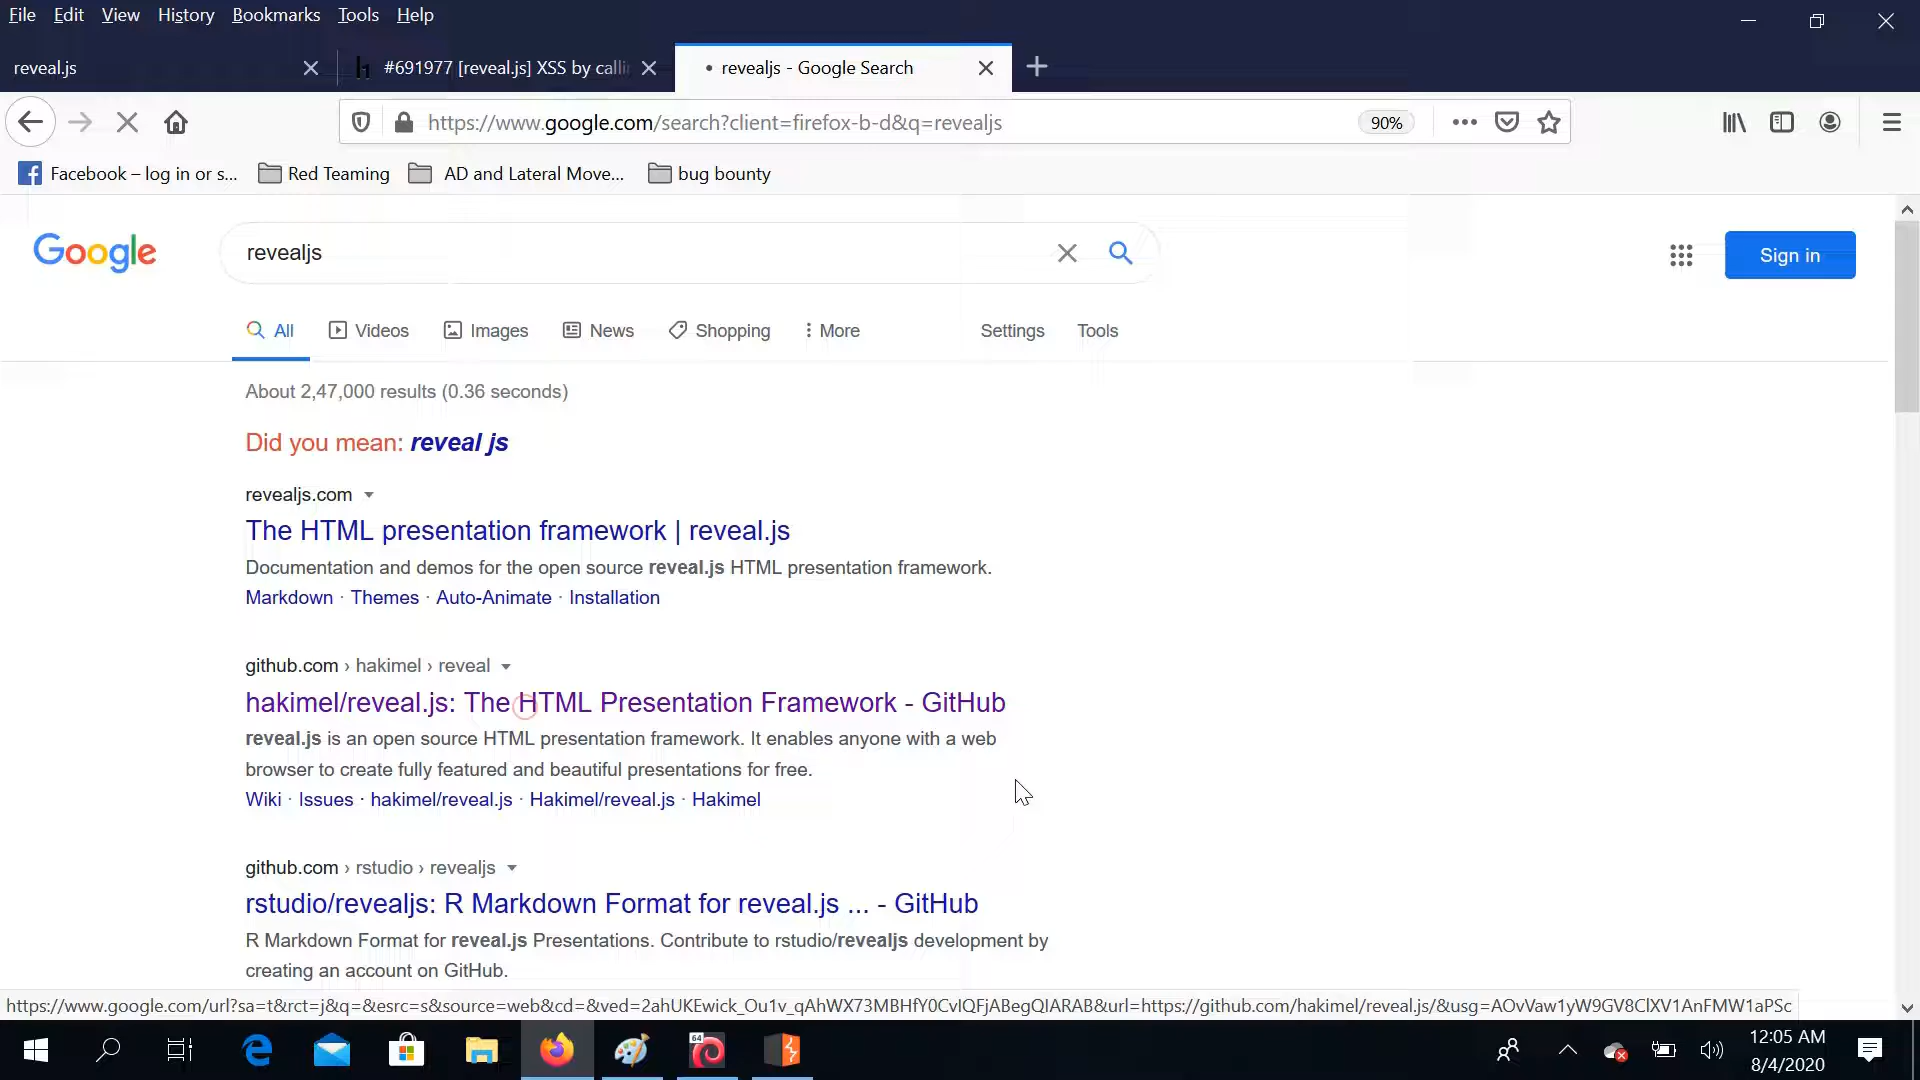 File Edit View History Bookmarks Tools Help
reveal.js
#691977 [reveal.js] XSS by calli
• revealjs - Google Search
https://www.google.com/search?client=firefox-b-d&q=revealjs
90%
Facebook – log in or s...
Red Teaming
AD and Lateral Move...
bug bounty
Google
revealjs
Sign in
All
Videos
Images
News
Shopping
More
Settings
Tools
About 2,47,000 results (0.36 seconds)
Did you mean: reveal js
revealjs.com
The HTML presentation framework | reveal.js
Documentation and demos for the open source reveal.js HTML presentation framework.
Markdown · Themes · Auto-Animate · Installation
github.com › hakimel › reveal
hakimel/reveal.js: The HTML Presentation Framework - GitHub
reveal.js is an open source HTML presentation framework. It enables anyone with a web
browser to create fully featured and beautiful presentations for free.
Wiki · Issues · hakimel/reveal.js · Hakimel/reveal.js · Hakimel
github.com › rstudio › revealjs
rstudio/revealjs: R Markdown Format for reveal.js ... - GitHub
R Markdown Format for reveal.js Presentations. Contribute to rstudio/revealjs development by
creating an account on GitHub.
https://www.google.com/url?sa=t&rct=j&q=&esrc=s&source=web&cd=&ved=2ahUKEwick_Ou1v_qAhWX73MBHfY0CvIQFjABegQIARAB&url=https://github.com/hakimel/reveal.js/&usg=AOvVaw1yW9GV8ClXV1AnFMW1aPSc
64
12:05 AM
8/4/2020